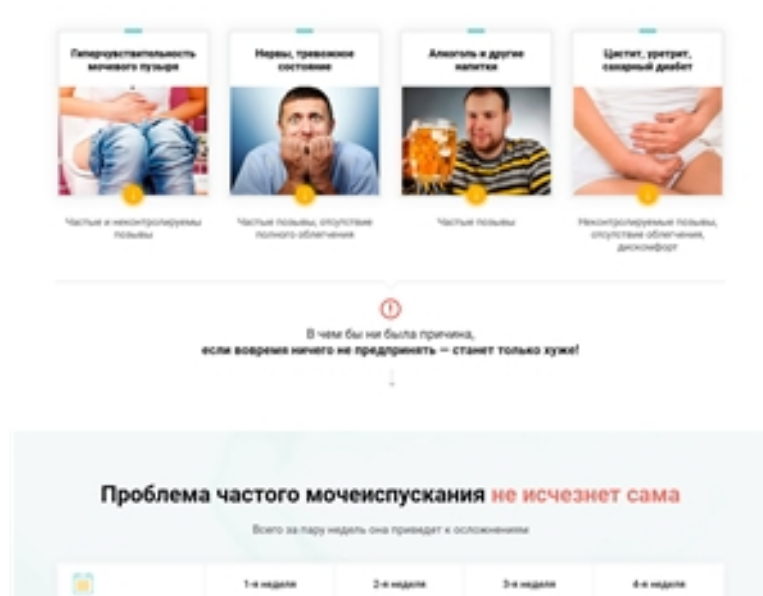 Гиперчувствительность
мочевого пузыря
Нервы, тревожное
состояние
Алкоголь и другие
напитки
Цистит, уретрит,
сахарный диабет
Частые и неконтролируемы
позывы
Частые позывы, отсутствие
полного облегчения
Частые позывы
Неконтролируемые позывы,
отсутствие облегчения,
дискомфорт
В чем бы ни была причина,
если вовремя ничего не предпринять — станет только хуже!
Проблема частого мочеиспускания не исчезнет сама
Всего за пару недель она приведет к осложнениям
1-я неделя
2-я неделя
3-я неделя
4-я неделя